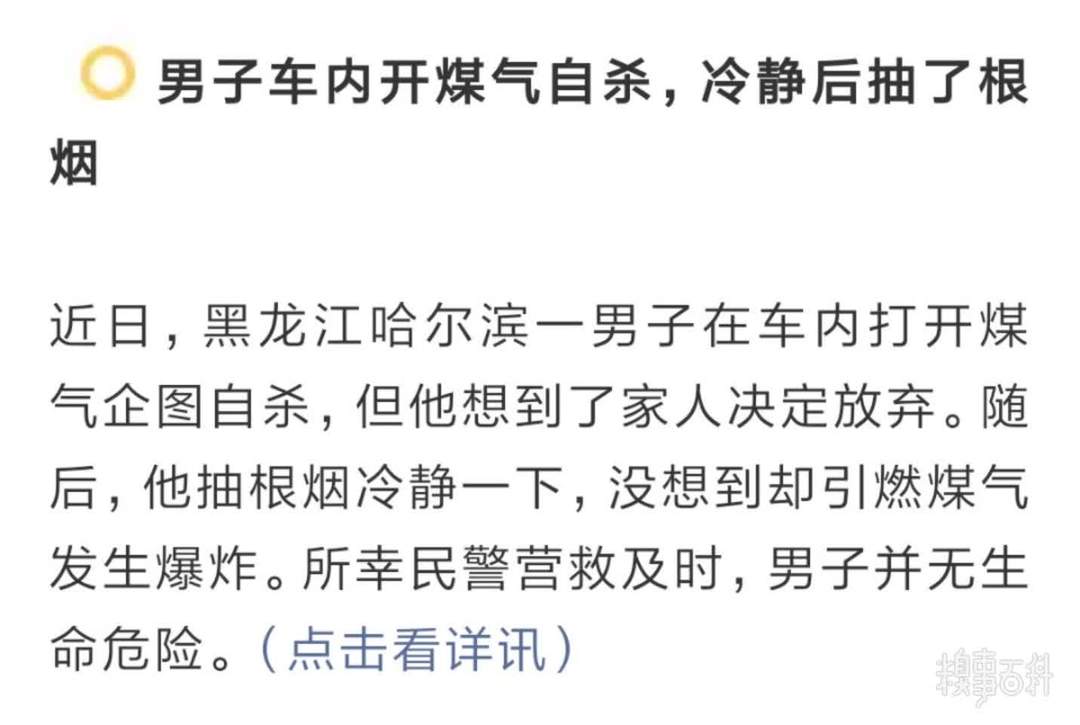 男子车内开煤气自杀，冷静后抽了根
烟
近日，黑龙江哈尔滨一男子在车内打开煤
气企图自杀，但他想到了家人决定放弃。随
后，他抽根烟冷静一下，没想到却引燃煤气
发生爆炸。所幸民警营救及时，男子并无生
命危险。（点击看详讯）
糗事百科